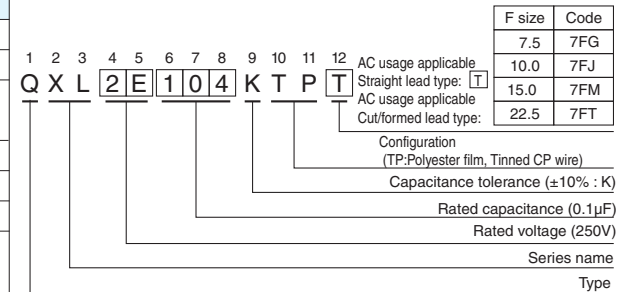 F size Code
7.5 7FG
10.0 7FJ
15.0 7FM
22.5 7FT
1 2 3 4 5 6 7 8 9 10 11 12
Q X L 2 E 1 0 4 K T P T
AC usage applicable
Straight lead type: T
AC usage applicable
Cut/formed lead type:
Configuration
(TP:Polyester film, Tinned CP wire)
Capacitance tolerance (±10% : K)
Rated capacitance (0.1µF)
Rated voltage (250V)
Series name
Type